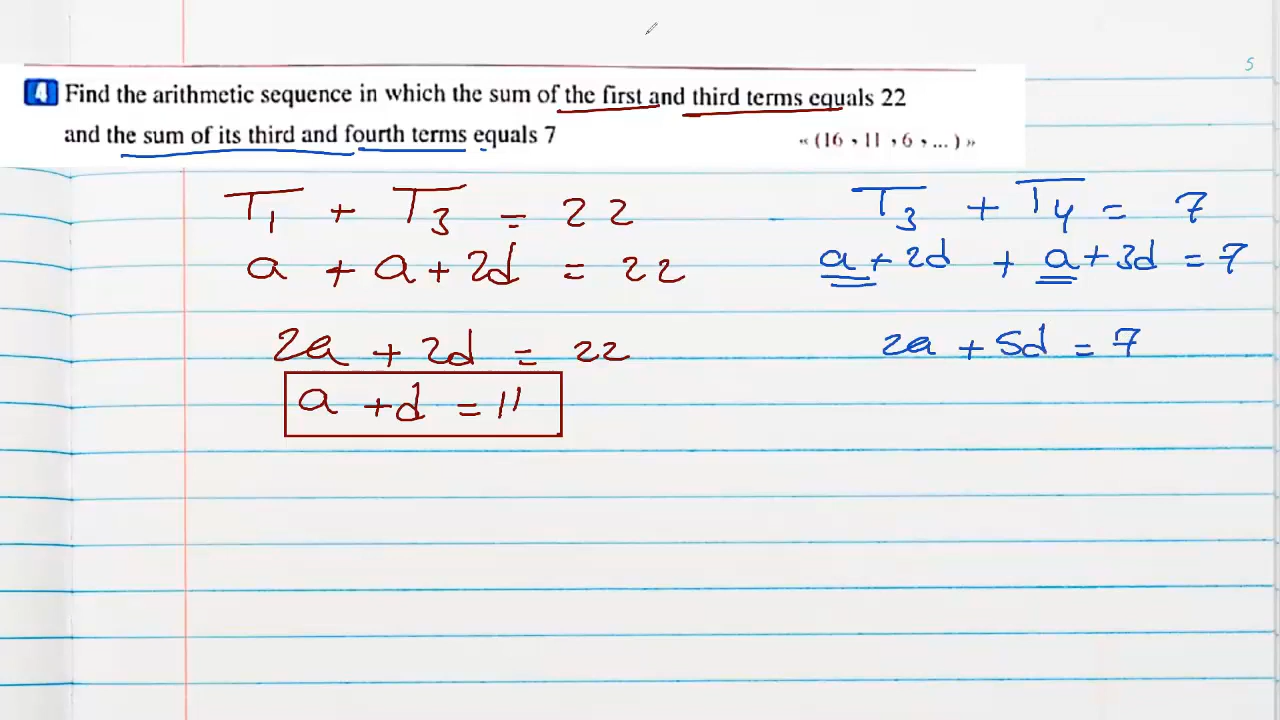 5
4 Find the arithmetic sequence in which the sum of the first and third terms equals 22
and the sum of its third and fourth terms equals 7 « (16 , 11 , 6 , ... ) »
T1 + T3 = 22
T3 + T4 = 7
a + a + 2d = 22
a + 2d + a + 3d = 7
2a + 2d = 22
2a + 5d = 7
a + d = 11